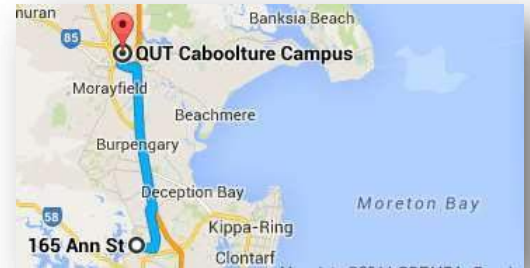 nuran
Banksia Beach
85
QUT Caboolture Campus
Morayfield
Beachmere
Burpengary
Deception Bay
Moreton Bay
58
Kippa-Ring
165 Ann St
Clontarf